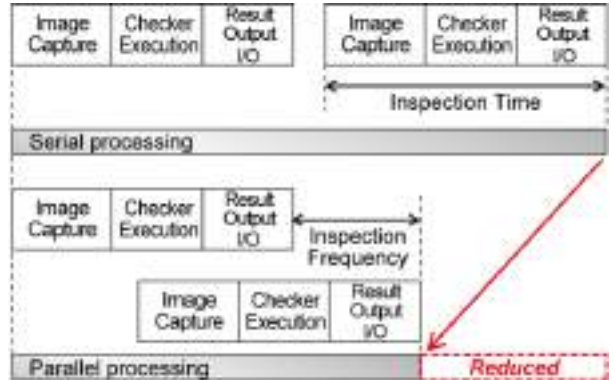 Image
Capture
Checker
Execution
Result
Output
I/O
Image
Capture
Checker
Execution
Result
Output
I/O
Inspection Time
Serial processing
Image
Capture
Checker
Execution
Result
Output
I/O
Inspection
Frequency
Image
Capture
Checker
Execution
Result
Output
I/O
Parallel processing
Reduced